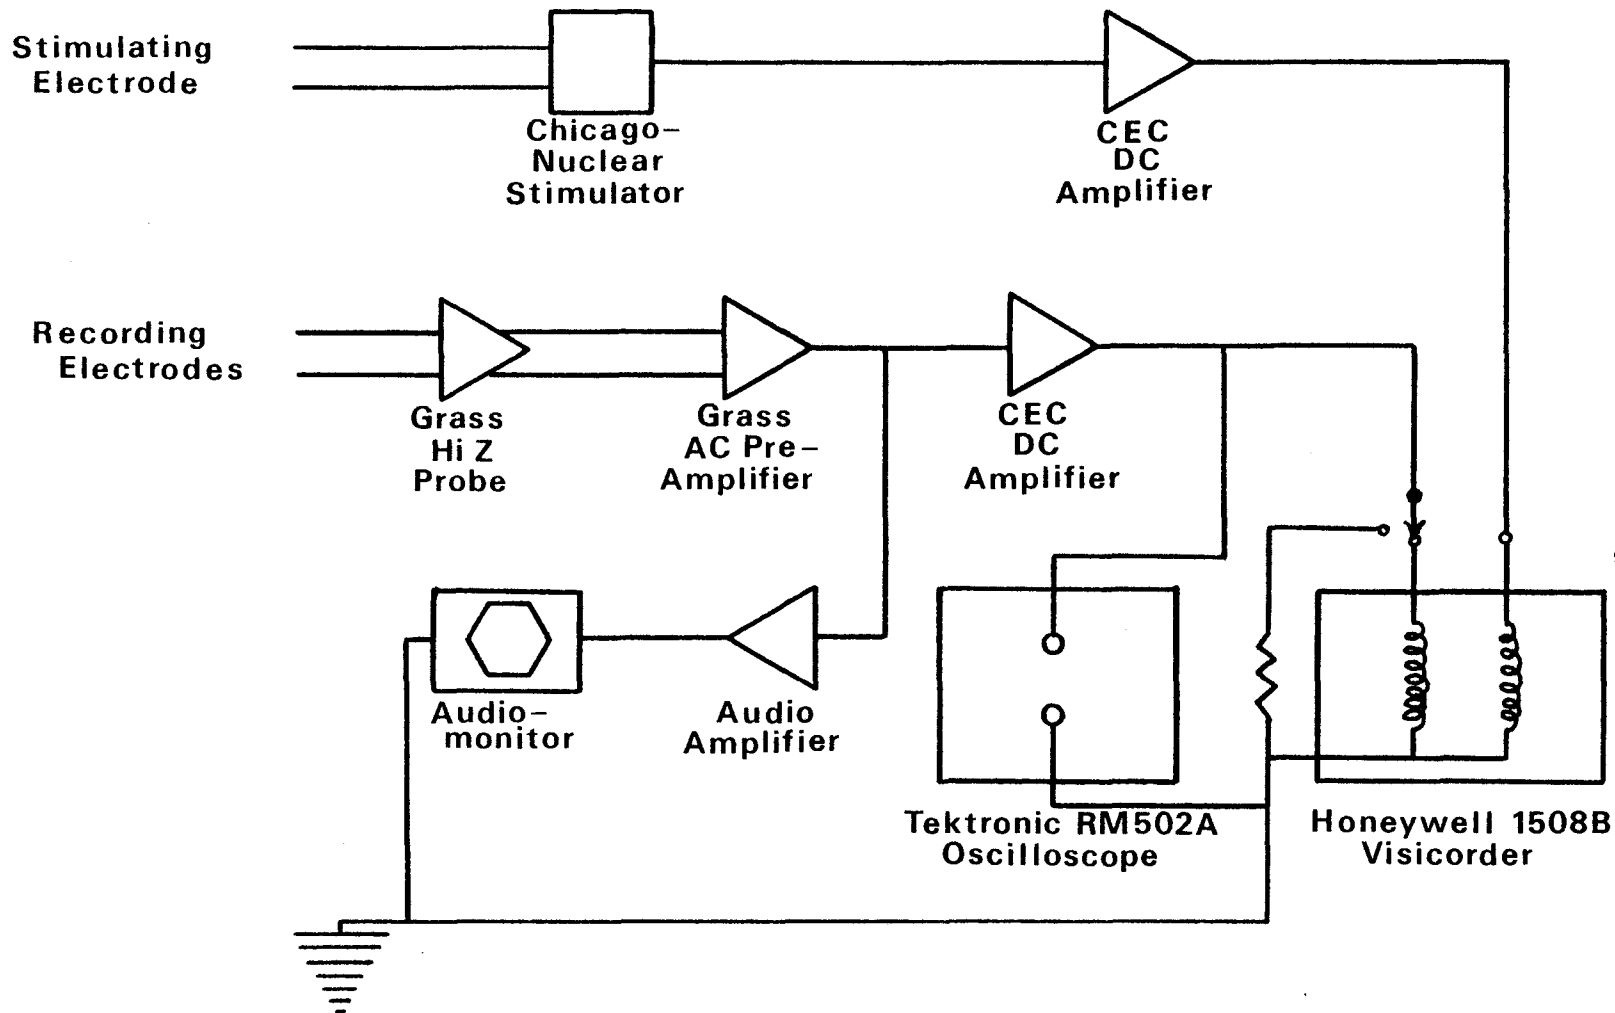 Stimulating
Electrode
Chicago-
Nuclear
Stimulator
CEC
DC
Amplifier
Recording
Electrodes
Grass
Hi Z
Probe
Grass
AC Pre-
Amplifier
CEC
DC
Amplifier
Audio-
monitor
Audio
Amplifier
Tektronic RM502A
Oscilloscope
Honeywell 1508B
Visicorder